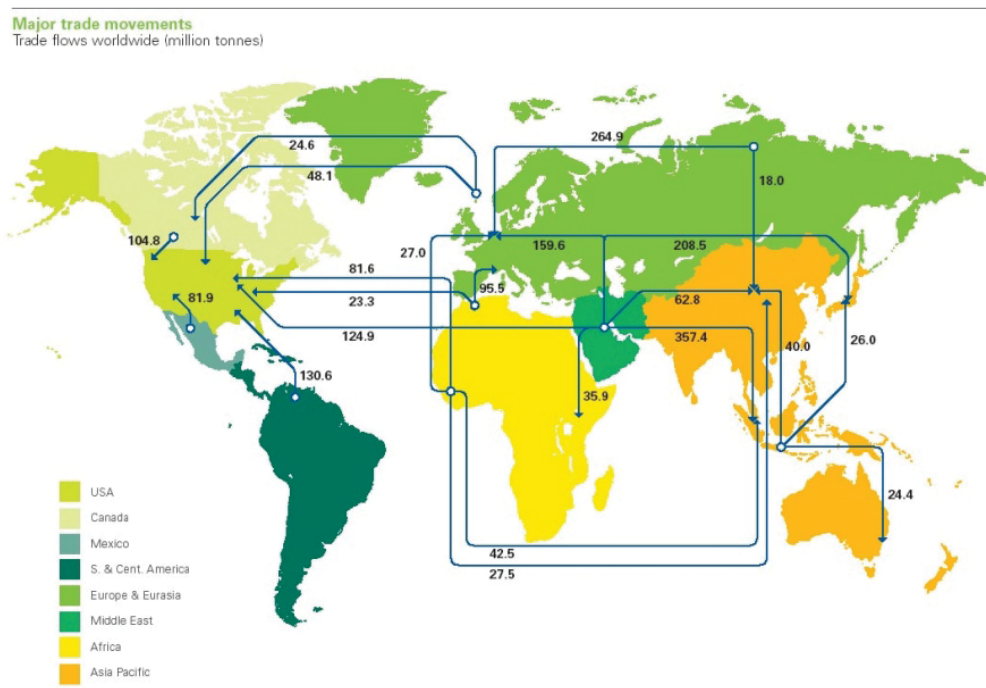 Major trade movements
Trade flows worldwide (million tonnes)
24.6
264.9
48.1
18.0
104.8
27.0
159.6
208.5
81.6
81.9
95.5
23.3
62.8
124.9
357.4
40.0
26.0
130.6
35.9
24.4
42.5
27.5
USA
Canada
Mexico
S. & Cent. America
Europe & Eurasia
Middle East
Africa
Asia Pacific